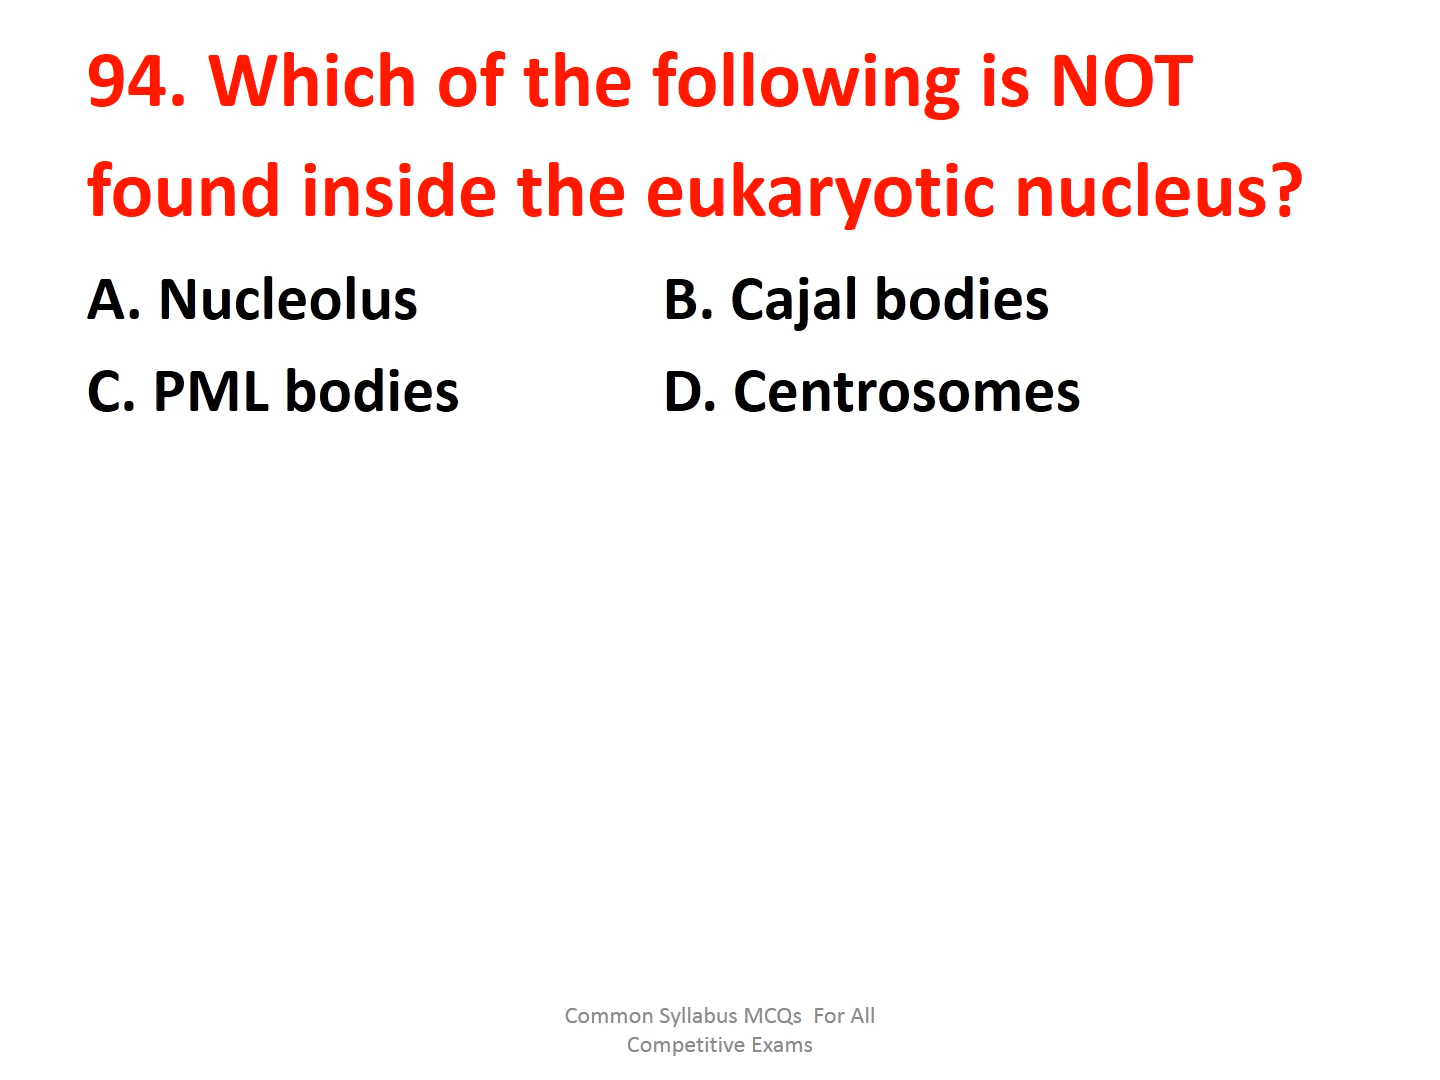 94. Which of the following is NOT
found inside the eukaryotic nucleus?
A. Nucleolus B. Cajal bodies
C. PML bodies D. Centrosomes
Common Syllabus MCQs For All
Competitive Exams